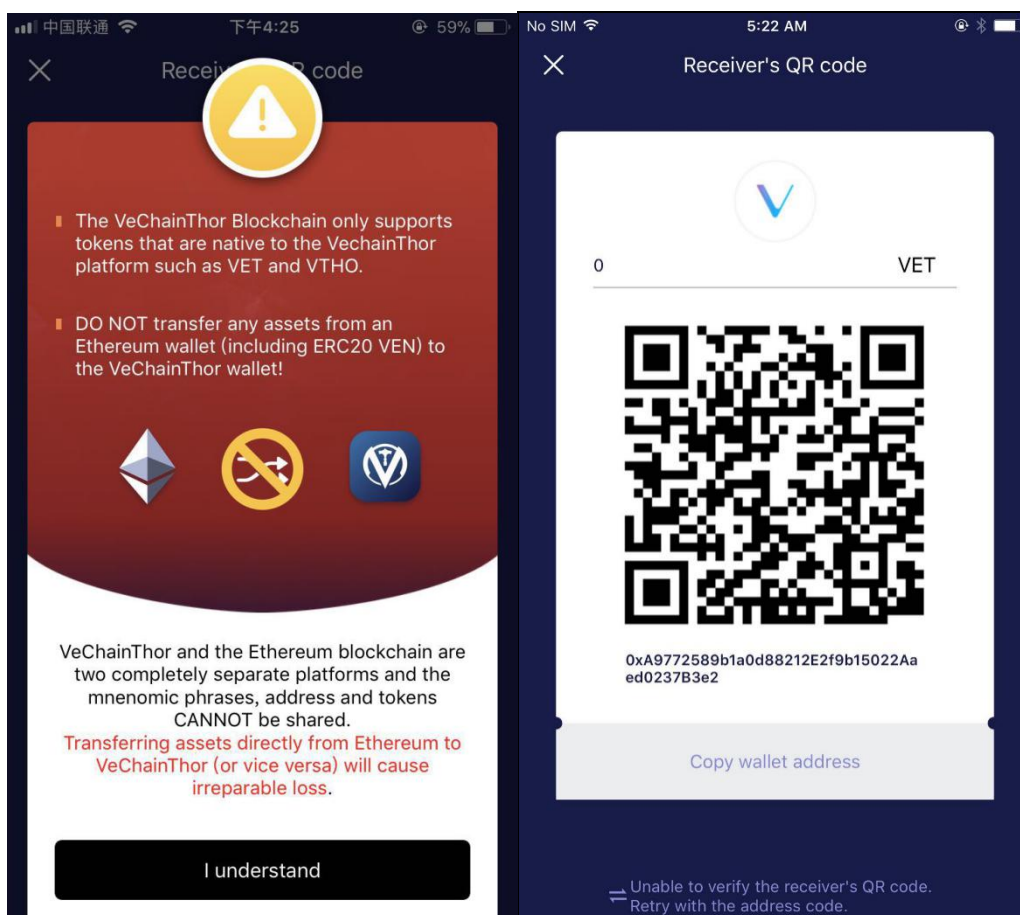 中国联通
下午4:25
59%
Receiver's QR code
The VeChainThor Blockchain only supports
tokens that are native to the VechainThor
platform such as VET and VTHO.
DO NOT transfer any assets from an
Ethereum wallet (including ERC20 VEN) to
the VeChainThor wallet!
VeChainThor and the Ethereum blockchain are
two completely separate platforms and the
mnenomic phrases, address and tokens
CANNOT be shared.
Transferring assets directly from Ethereum to
VeChainThor (or vice versa) will cause
irreparable loss.
I understand
No SIM
5:22 AM
Receiver's QR code
0
VET
0xA9772589b1a0d88212E2f9b15022Aa
ed0237B3e2
Copy wallet address
Unable to verify the receiver's QR code.
Retry with the address code.